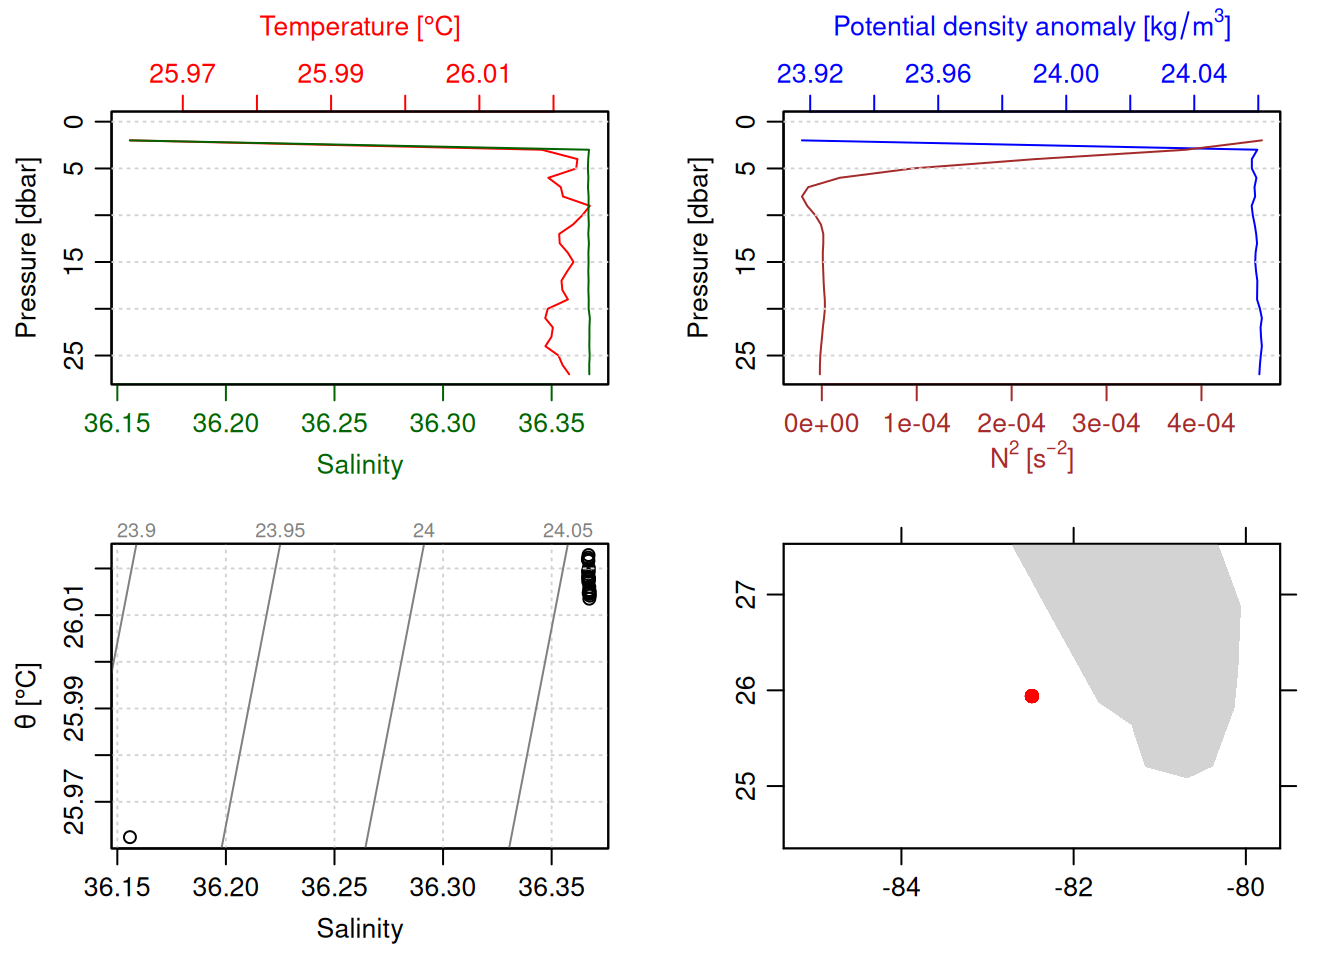 Temperature [°C]
25.97 25.99 26.01
0
5
15
25
Pressure [dbar]
36.15 36.20 36.25 36.30 36.35
Salinity
Potential density anomaly [kg/m³]
23.92 23.96 24.00 24.04
0
5
15
25
Pressure [dbar]
0e+00 1e-04 2e-04 3e-04 4e-04
N² [s⁻²]
23.9 23.95 24 24.05
26.01
25.99
25.97
θ [°C]
36.15 36.20 36.25 36.30 36.35
Salinity
27
26
25
-84 -82 -80